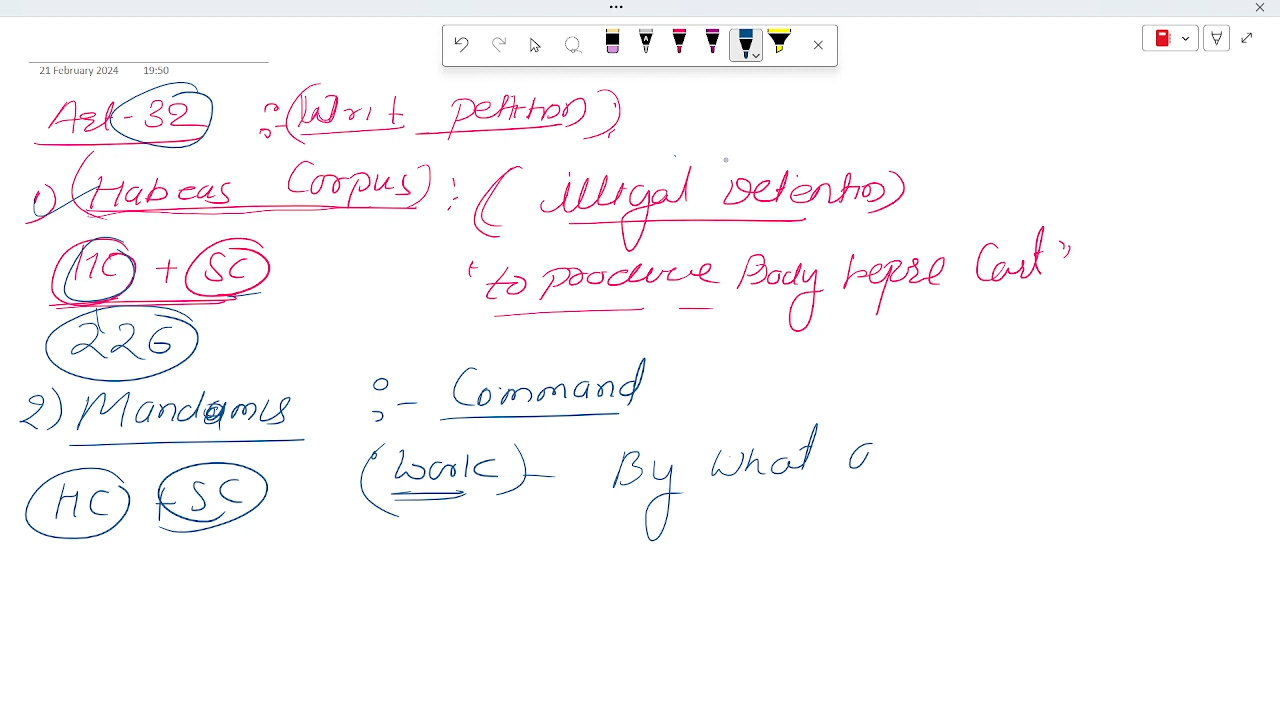 21 February 2024 19:50
Art-32 :- (Writ petition)
1) (Habeas Corpus) : (illigal Detention)
HC + SC "to produce Body before Court"
226
2) Mandamus :- Command
(Work) - By What a
HC + SC